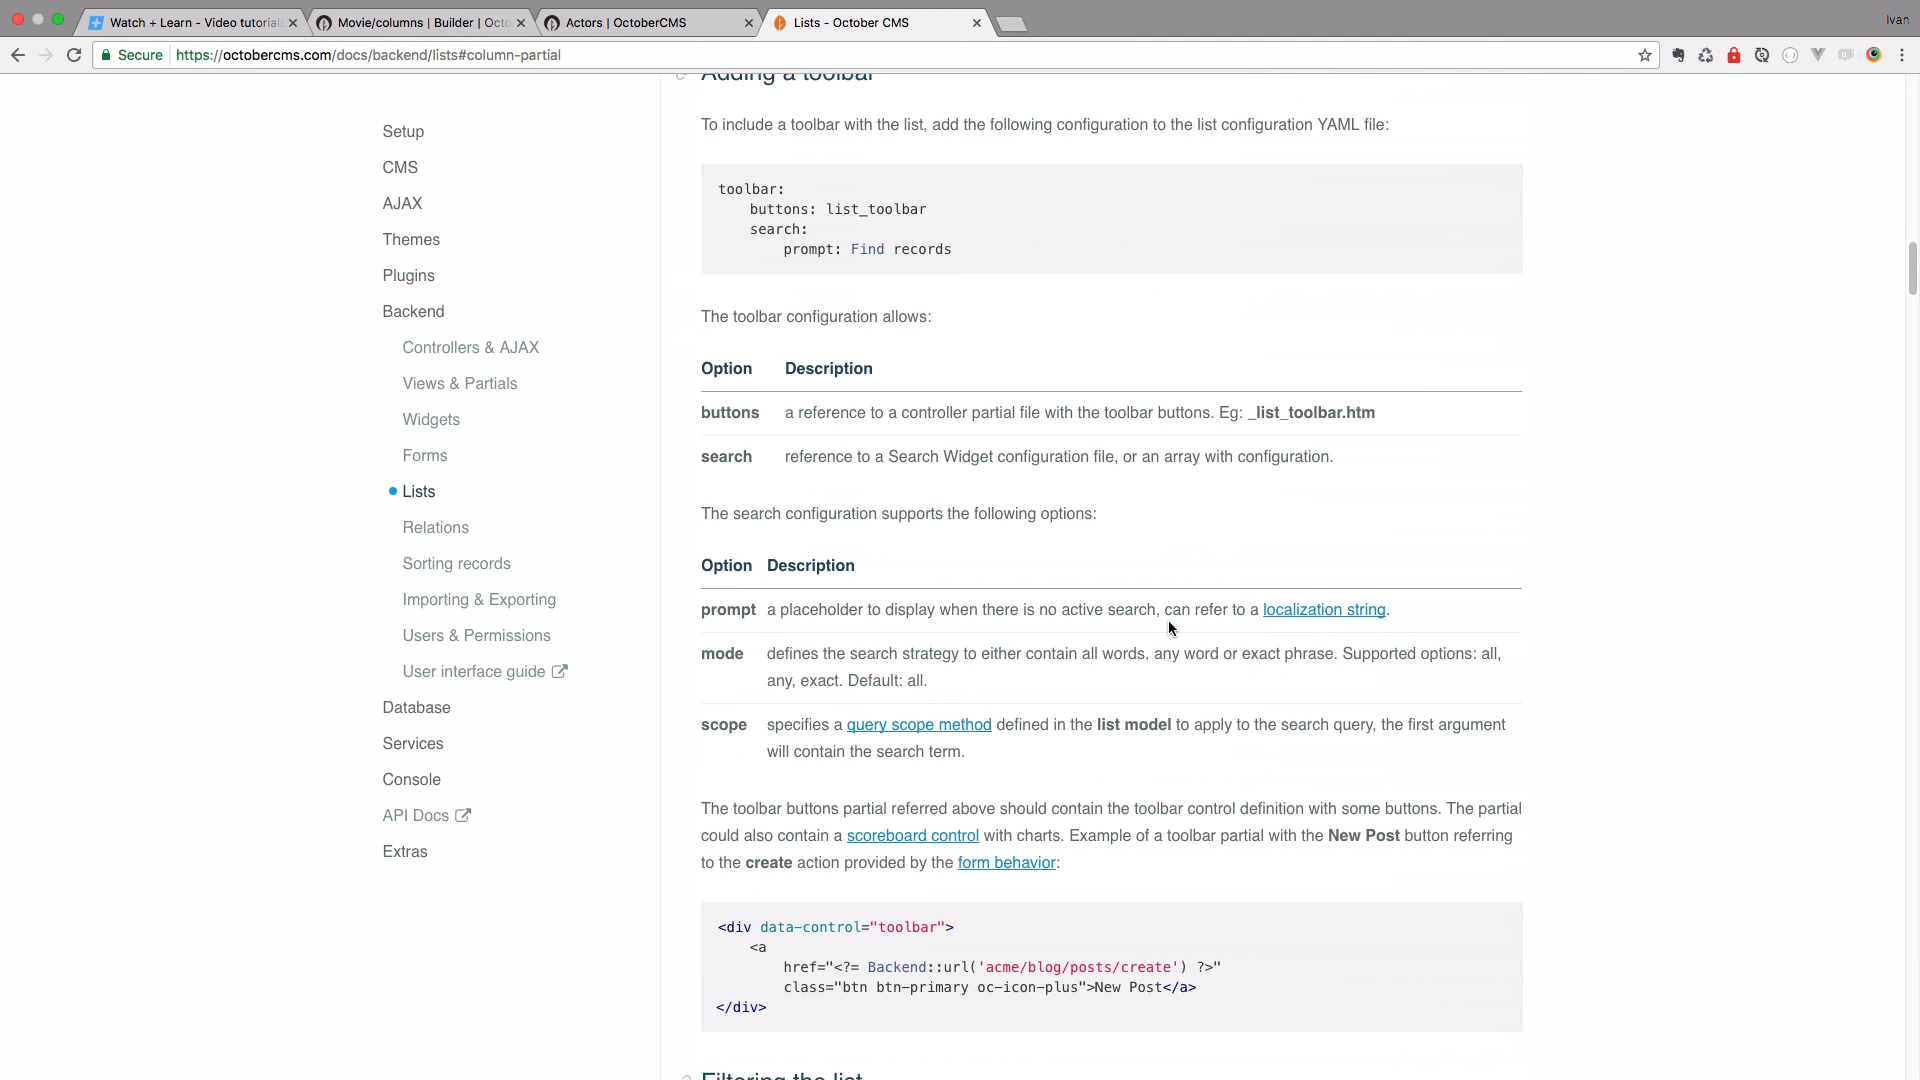 Watch + Learn - Video tutorial
Movie/columns | Builder | Octo
Actors | OctoberCMS
Lists - October CMS
Ivan
Secure
https://octobercms.com/docs/backend/lists#column-partial
Setup
CMS
AJAX
Themes
Plugins
Backend
Controllers & AJAX
Views & Partials
Widgets
Forms
Lists
Relations
Sorting records
Importing & Exporting
Users & Permissions
User interface guide
Database
Services
Console
API Docs
Extras
Adding a toolbar
To include a toolbar with the list, add the following configuration to the list configuration YAML file:
toolbar:
buttons: list_toolbar
search:
prompt: Find records
The toolbar configuration allows:
Option Description
buttons a reference to a controller partial file with the toolbar buttons. Eg: _list_toolbar.htm
search reference to a Search Widget configuration file, or an array with configuration.
The search configuration supports the following options:
Option Description
prompt a placeholder to display when there is no active search, can refer to a localization string.
mode defines the search strategy to either contain all words, any word or exact phrase. Supported options: all,
any, exact. Default: all.
scope specifies a query scope method defined in the list model to apply to the search query, the first argument
will contain the search term.
The toolbar buttons partial referred above should contain the toolbar control definition with some buttons. The partial
could also contain a scoreboard control with charts. Example of a toolbar partial with the New Post button referring
to the create action provided by the form behavior:
<div data-control="toolbar">
<a
href="<?= Backend::url('acme/blog/posts/create') ?>"
class="btn btn-primary oc-icon-plus">New Post</a>
</div>
Filtering the list